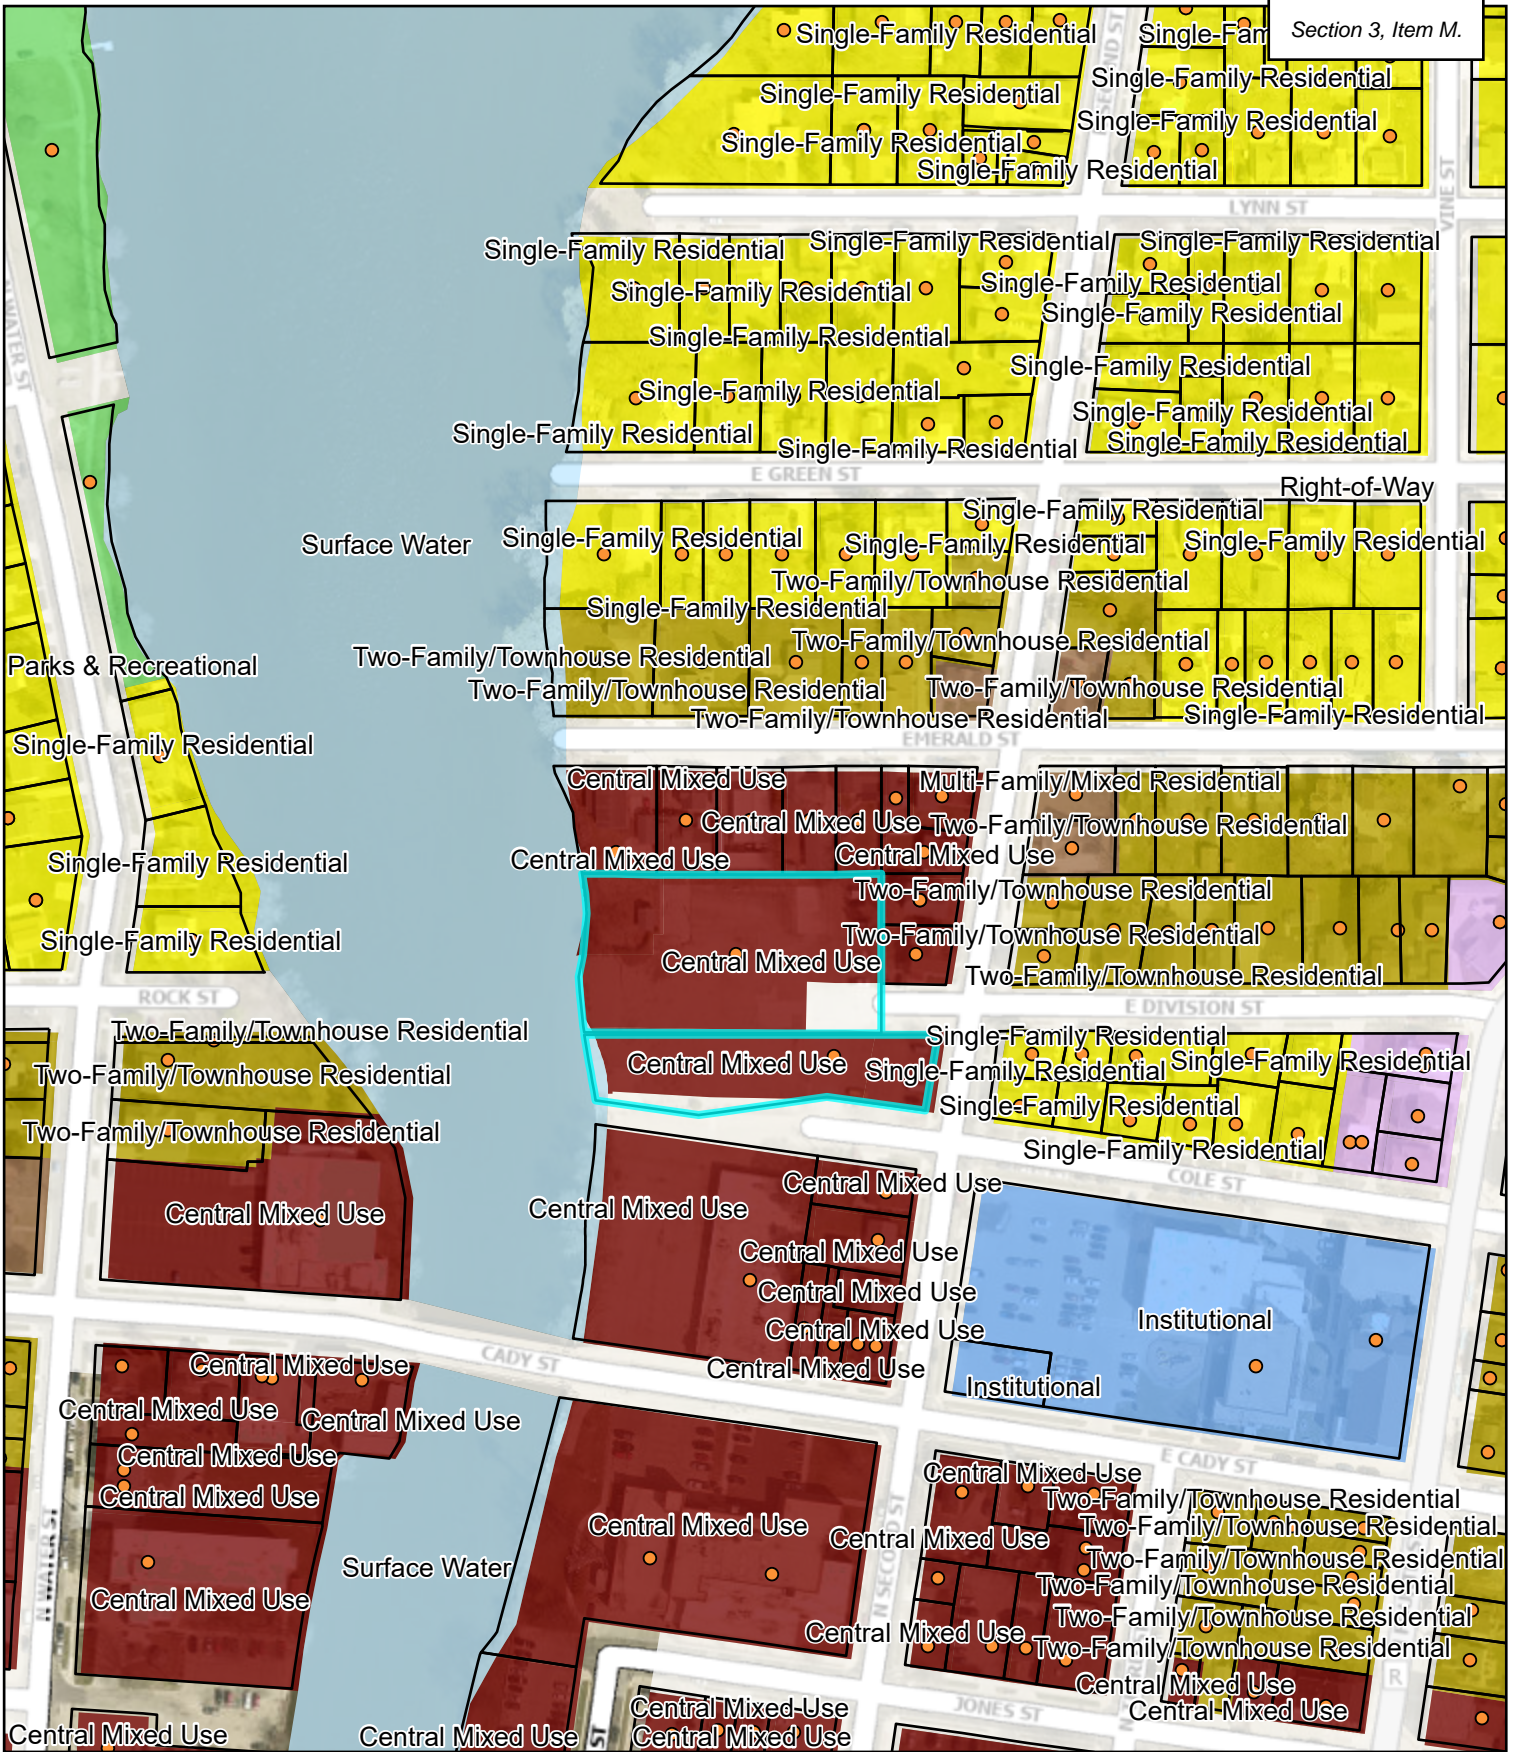 Section 3, Item M.
Single-Family Residential
Single-Fam
Single-Family Residential
Single-Family Residential
Single-Family Residential
Single-Family Residential
Single-Family Residential
LYNN ST
VINE ST
Single-Family Residential
Single-Family Residential
Single-Family Residential
Single-Family Residential
Single-Family Residential
Single-Family Residential
Single-Family Residential
Single-Family Residential
Single-Family Residential
Single-Family Residential
Single-Family Residential
Single-Family Residential
Single-Family Residential
E GREEN ST
Right-of-Way
Single-Family Residential
Surface Water
Single-Family Residential
Single-Family Residential
Single-Family Residential
Two-Family/Townhouse Residential
Single-Family Residential
Two-Family/Townhouse Residential
Two-Family/Townhouse Residential
Parks & Recreational
Two-Family/Townhouse Residential
Two-Family/Townhouse Residential
Two-Family/Townhouse Residential
Single-Family Residential
EMERALD ST
Single-Family Residential
Central Mixed Use
Multi-Family/Mixed Residential
Central Mixed Use
Two-Family/Townhouse Residential
Central Mixed Use
Central Mixed Use
Single-Family Residential
Two-Family/Townhouse Residential
Two-Family/Townhouse Residential
Single-Family Residential
Central Mixed Use
Two-Family/Townhouse Residential
ROCK ST
E DIVISION ST
Two-Family/Townhouse Residential
Single-Family Residential
Central Mixed Use
Single-Family Residential
Single-Family Residential
Two-Family/Townhouse Residential
Single-Family Residential
Two-Family/Townhouse Residential
Single-Family Residential
COLE ST
Central Mixed Use
Central Mixed Use
Central Mixed Use
Central Mixed Use
Central Mixed Use
Central Mixed Use
Institutional
CADY ST
Central Mixed Use
Central Mixed Use
Institutional
Central Mixed Use
Central Mixed Use
Central Mixed Use
E CADY ST
Central Mixed Use
Central Mixed Use
Two-Family/Townhouse Residential
Central Mixed Use
Central Mixed Use
Two-Family/Townhouse Residential
Surface Water
Two-Family/Townhouse Residential
Two-Family/Townhouse Residential
Central Mixed Use
N WATER ST
N SECOND ST
Two-Family/Townhouse Residential
Central Mixed Use
Two-Family/Townhouse Residential
R
Central Mixed Use
JONES ST
Central Mixed Use
Central Mixed Use
Central Mixed Use
Central Mixed Use
Central Mixed Use
ST